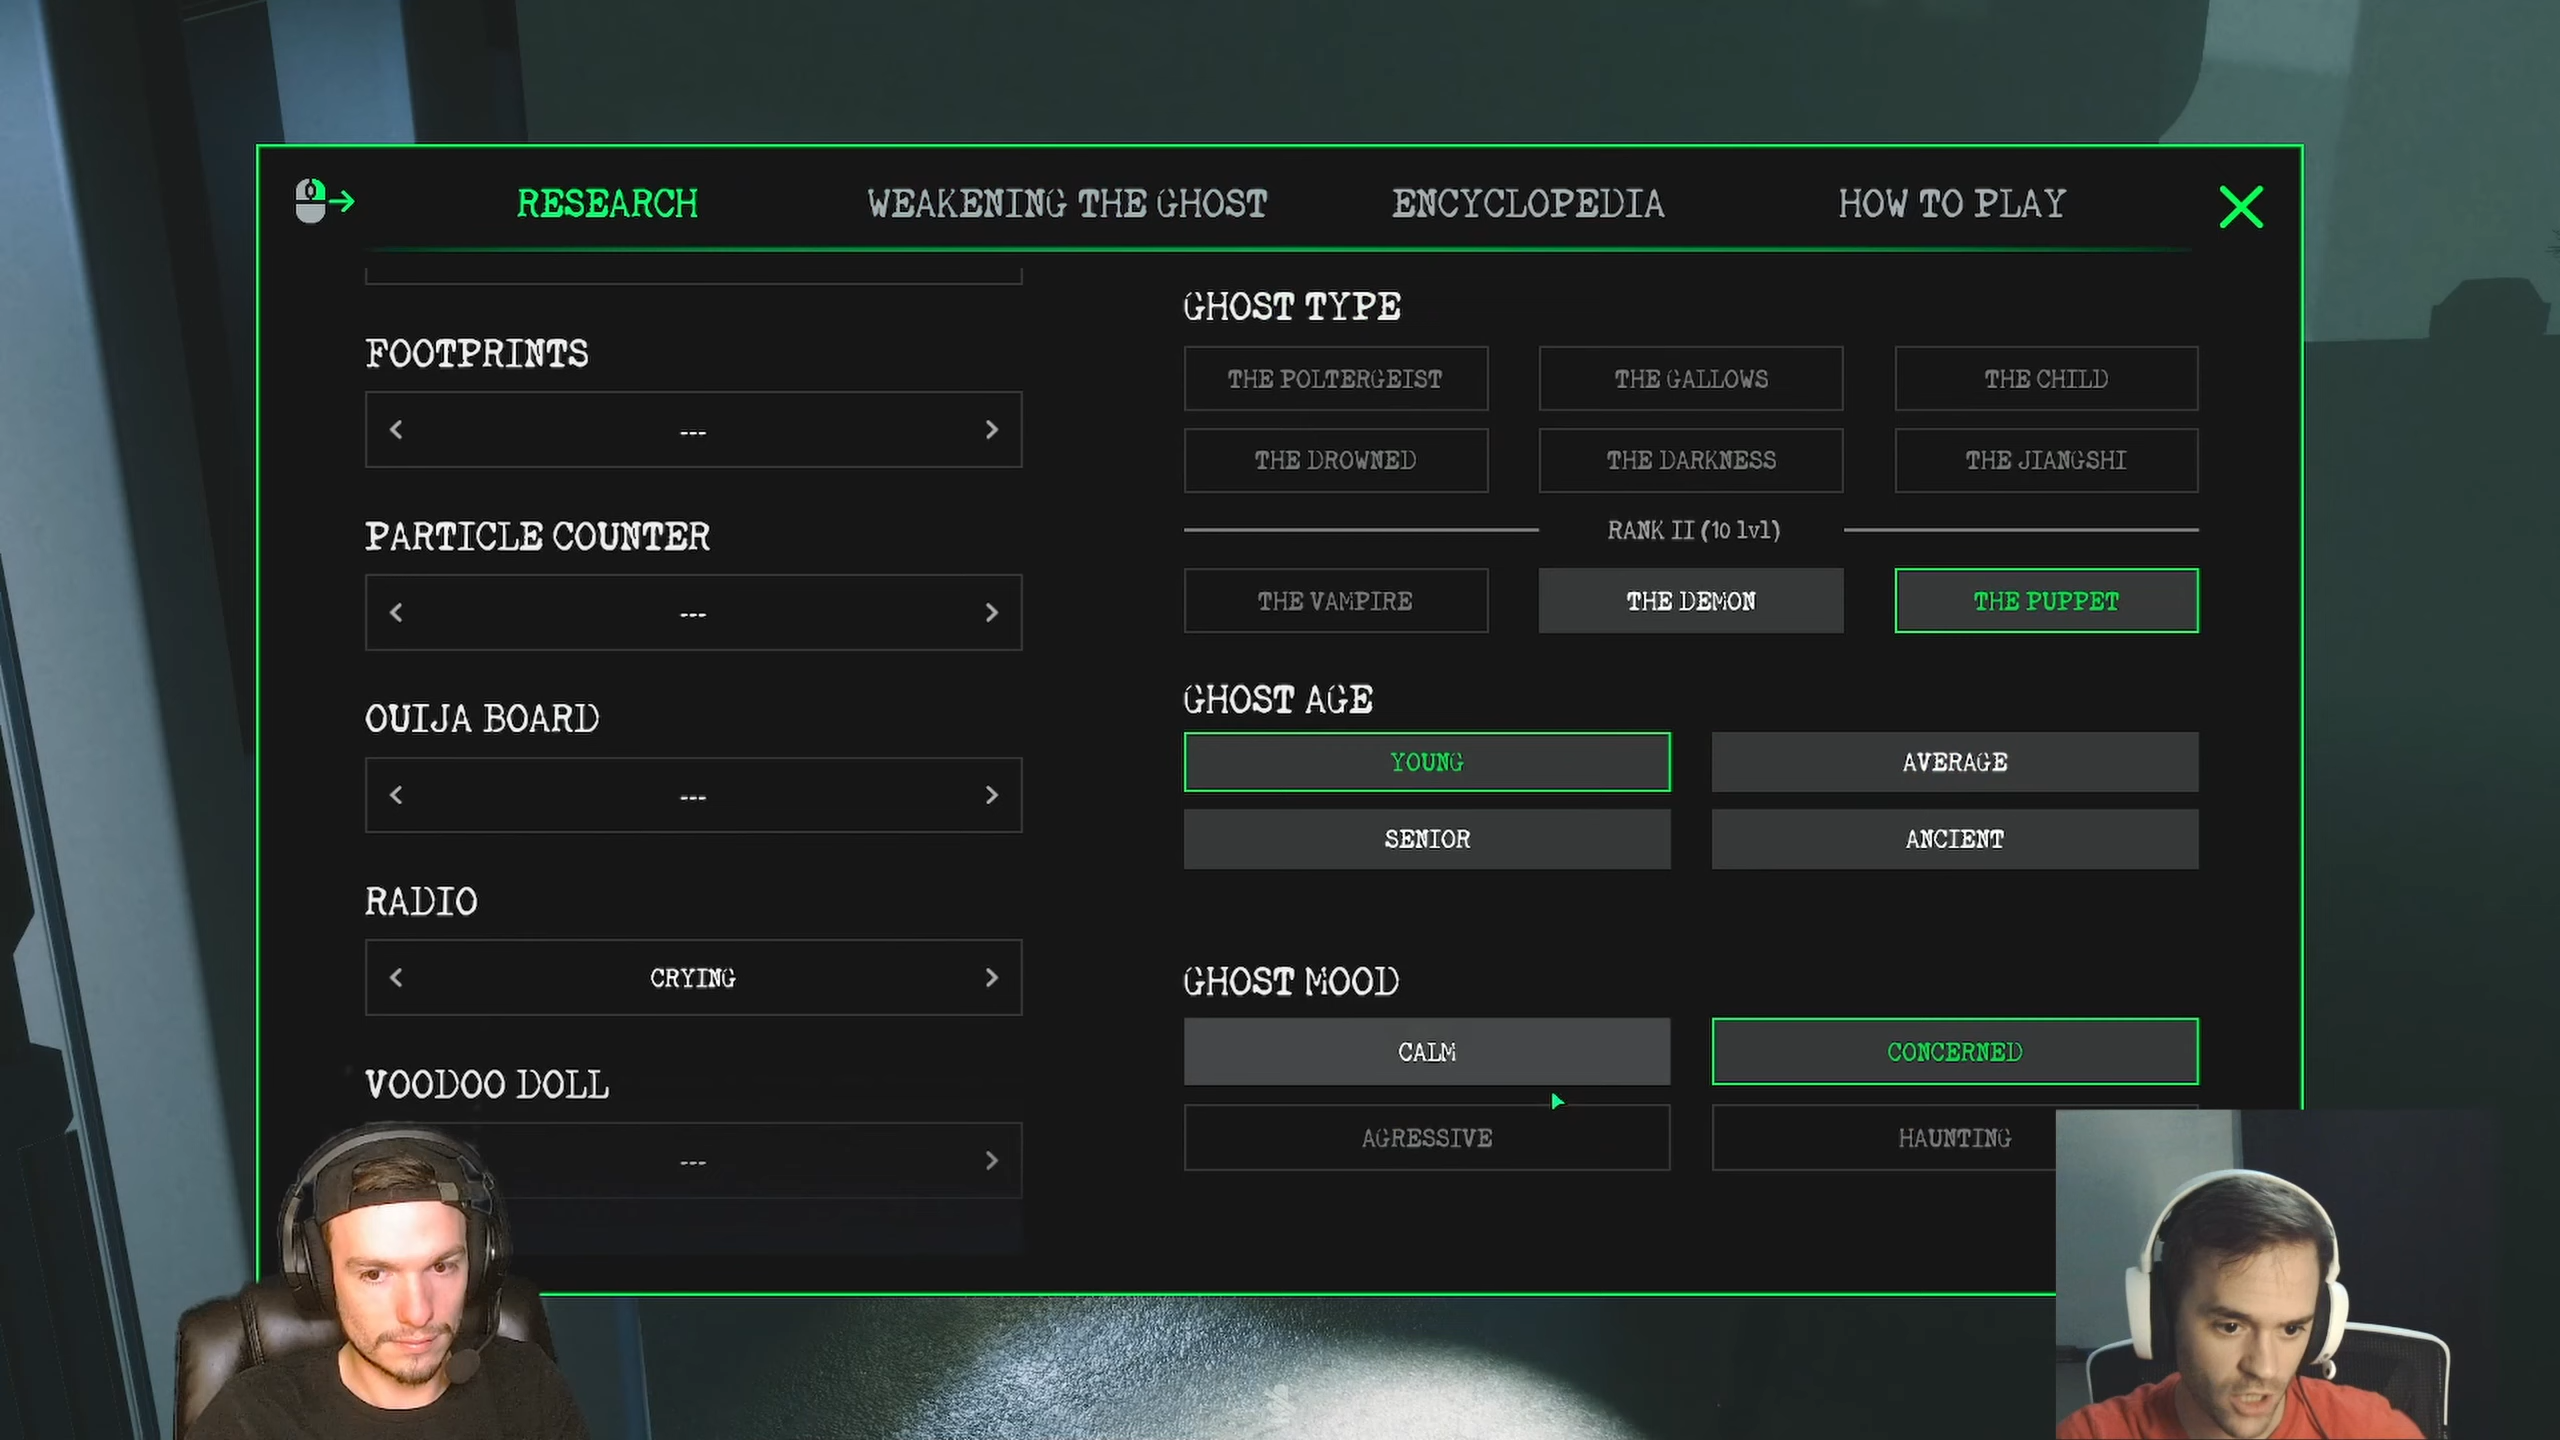 RESEARCH
WEAKENING THE GHOST
ENCYCLOPEDIA
HOW TO PLAY
FOOTPRINTS
---
PARTICLE COUNTER
---
OUIJA BOARD
---
RADIO
CRYING
VOODOO DOLL
---
GHOST TYPE
THE POLTERGEIST
THE GALLOWS
THE CHILD
THE DROWNED
THE DARKNESS
THE JIANGSHI
RANK II (10 lvl)
THE VAMPIRE
THE DEMON
THE PUPPET
GHOST AGE
YOUNG
AVERAGE
SENIOR
ANCIENT
GHOST MOOD
CALM
CONCERNED
AGRESSIVE
HAUNTING